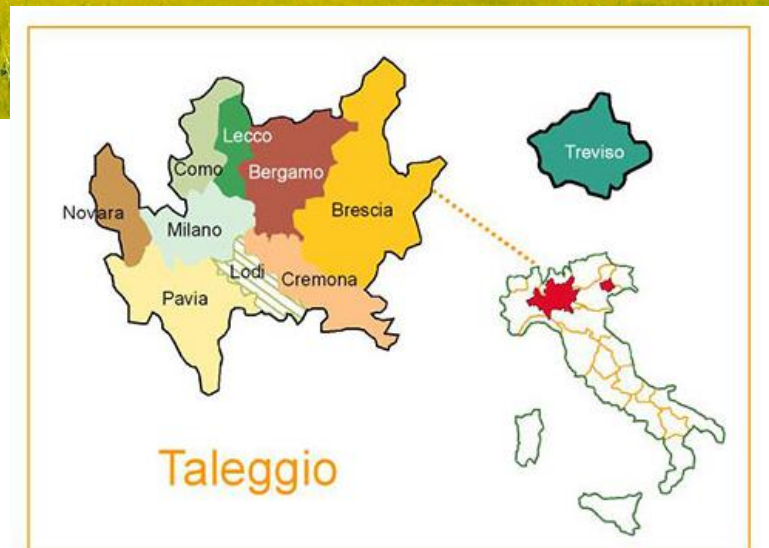 Lecco
Treviso
Como
Bergamo
Novara
Brescia
Milano
Lodi
Cremona
Pavia
Taleggio